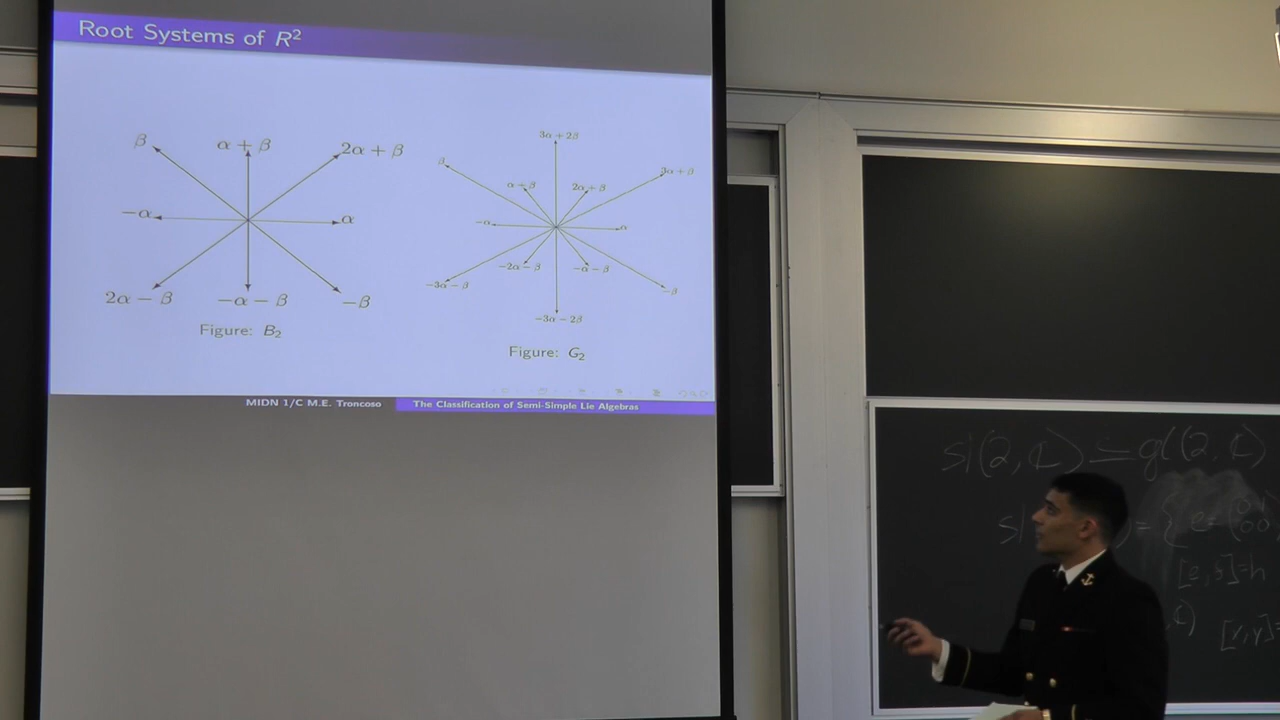 Root Systems of R²
β
α + β
2α + β
−α
α
2α − β
−α − β
−β
Figure: B₂
3α + 2β
β
3α + β
α + β
2α + β
−α
α
−2α − β
−α − β
−3α − β
−β
−3α − 2β
Figure: G₂
MIDN 1/C M.E. Troncoso
The Classification of Semi-Simple Lie Algebras
sl(2, ℂ) ⊆ gl(2, ℂ)
sl
) = { e =
[e, f] = h
[x, y] =